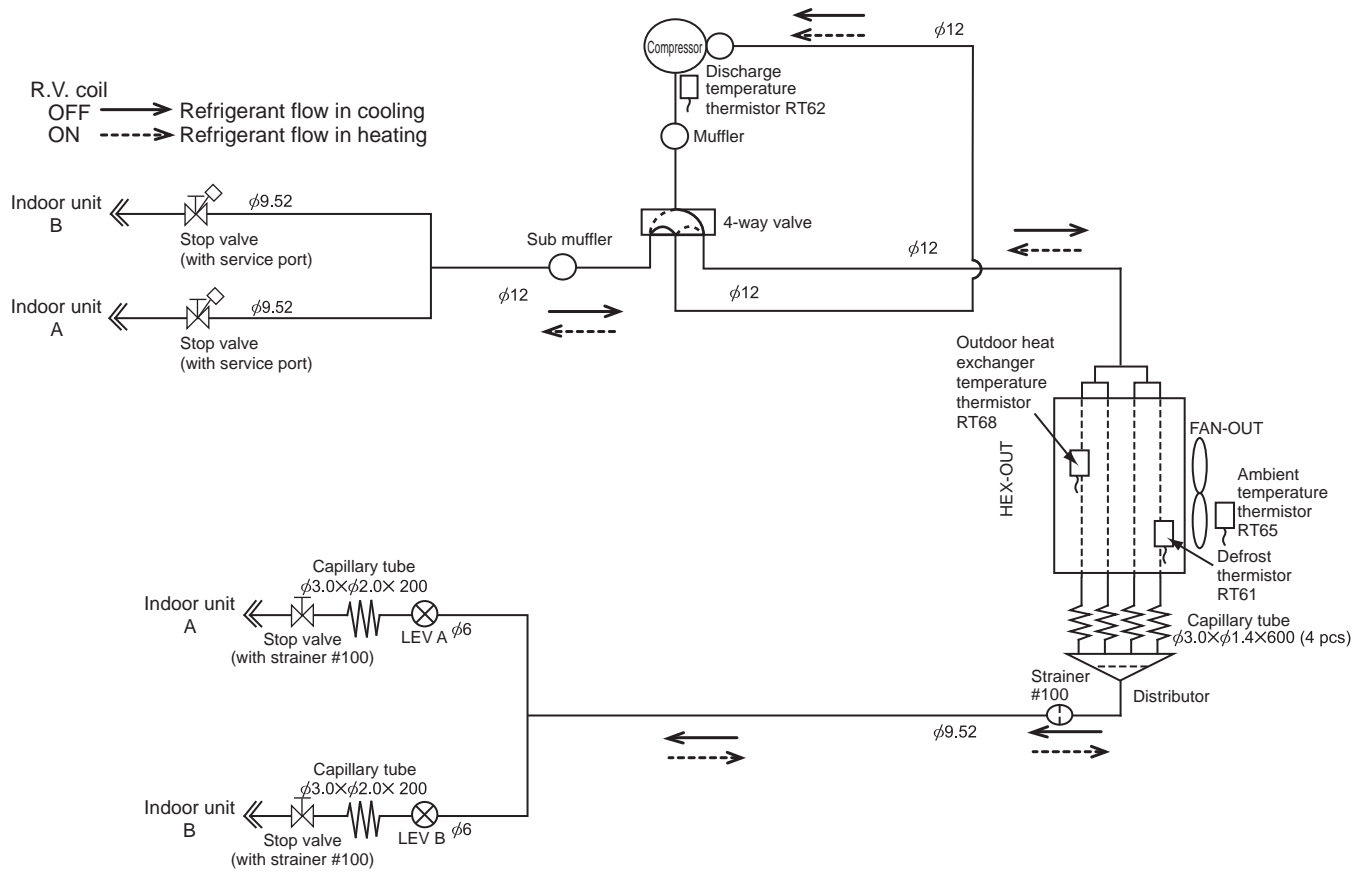 Compressor
φ12
Discharge
temperature
thermistor RT62
R.V. coil
OFF Refrigerant flow in cooling
ON Refrigerant flow in heating
Muffler
Indoor unit
B
φ9.52
Stop valve
(with service port)
4-way valve
Sub muffler
φ12
φ12
φ12
Indoor unit
A
φ9.52
Stop valve
(with service port)
Outdoor heat
exchanger
temperature
thermistor
RT68
HEX-OUT
FAN-OUT
Ambient
temperature
thermistor
RT65
Defrost
thermistor
RT61
Capillary tube
φ3.0×φ1.4×600 (4 pcs)
Distributor
Strainer
#100
φ9.52
Capillary tube
φ3.0×φ2.0× 200
Indoor unit
A
Stop valve
(with strainer #100)
LEV A
φ6
Capillary tube
φ3.0×φ2.0× 200
Indoor unit
B
Stop valve
(with strainer #100)
LEV B
φ6